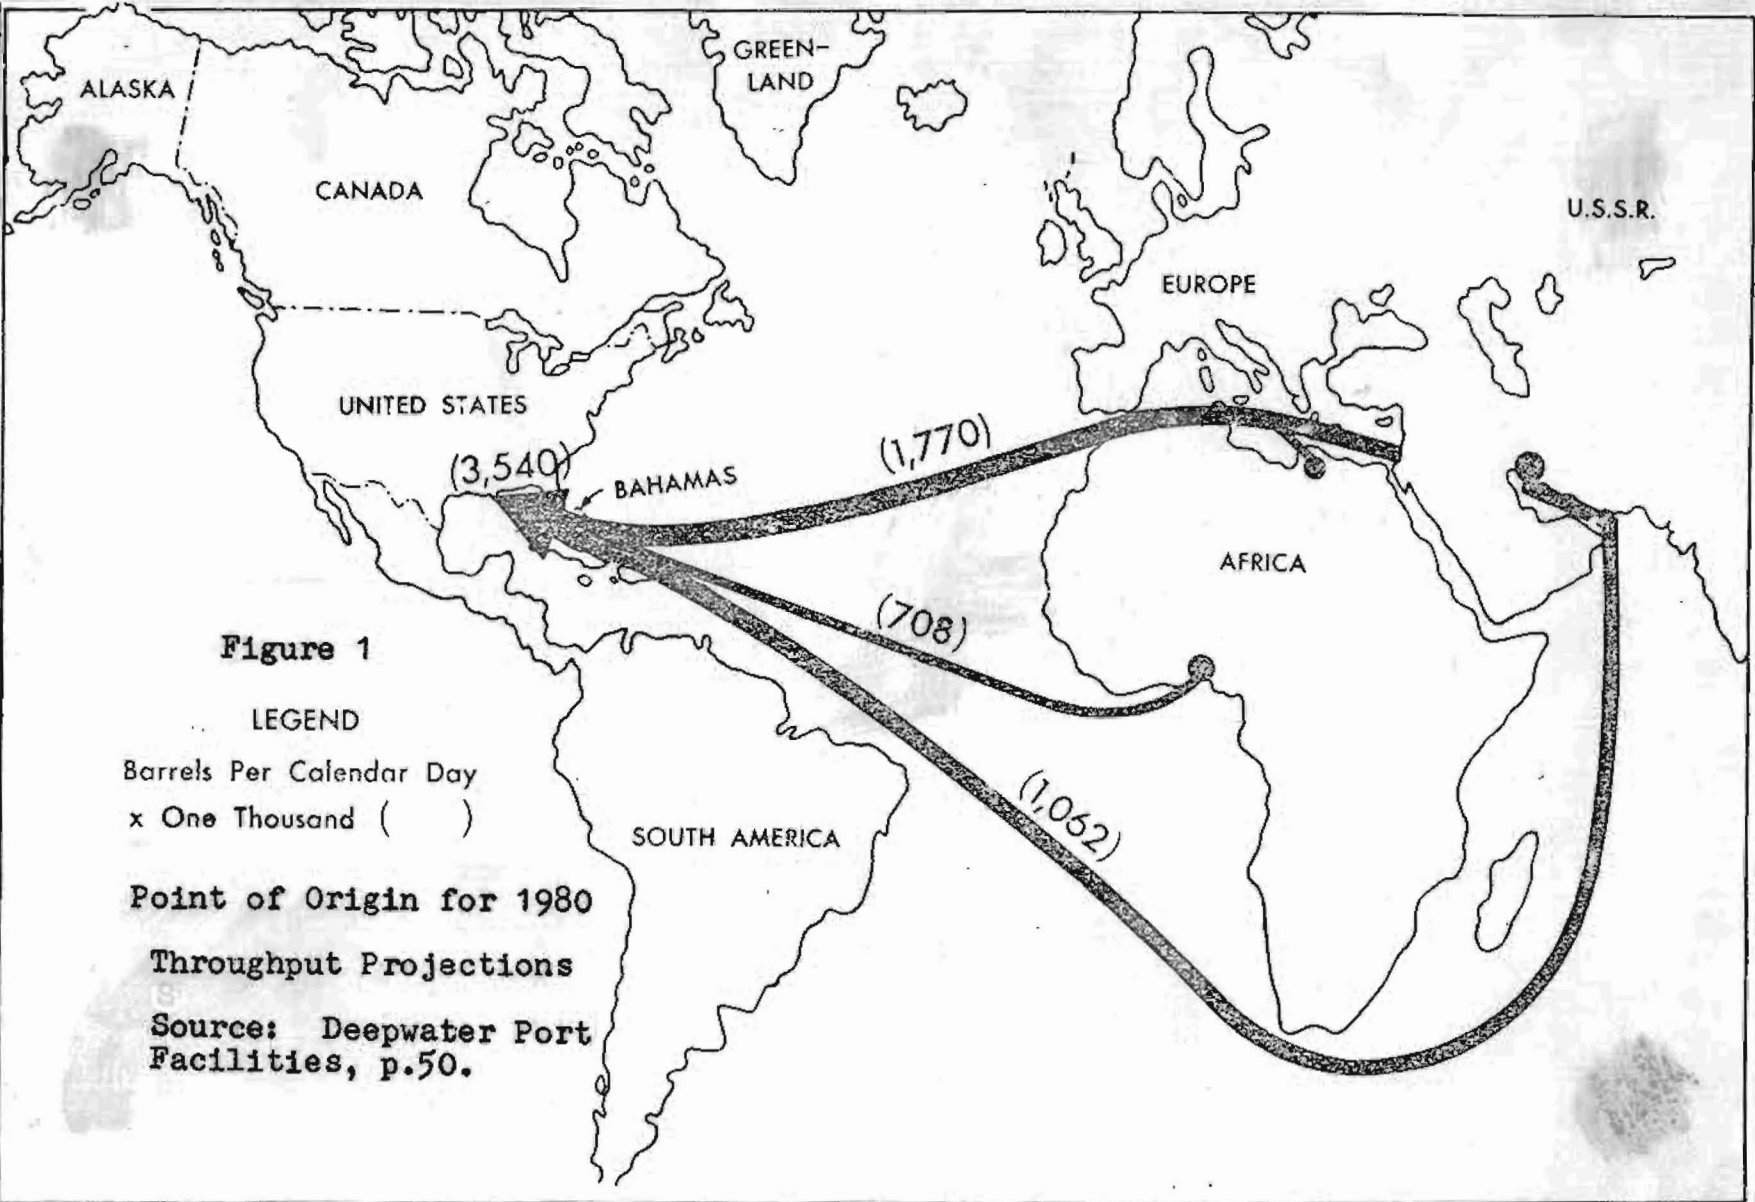 GREEN-
LAND
ALASKA
CANADA
U.S.S.R.
EUROPE
UNITED STATES
(1,770)
(3,540)
BAHAMAS
AFRICA
(708)
Figure 1
LEGEND
Barrels Per Calendar Day
x One Thousand (    )
(1,062)
SOUTH AMERICA
Point of Origin for 1980
Throughput Projections
Source: Deepwater Port
Facilities, p.50.